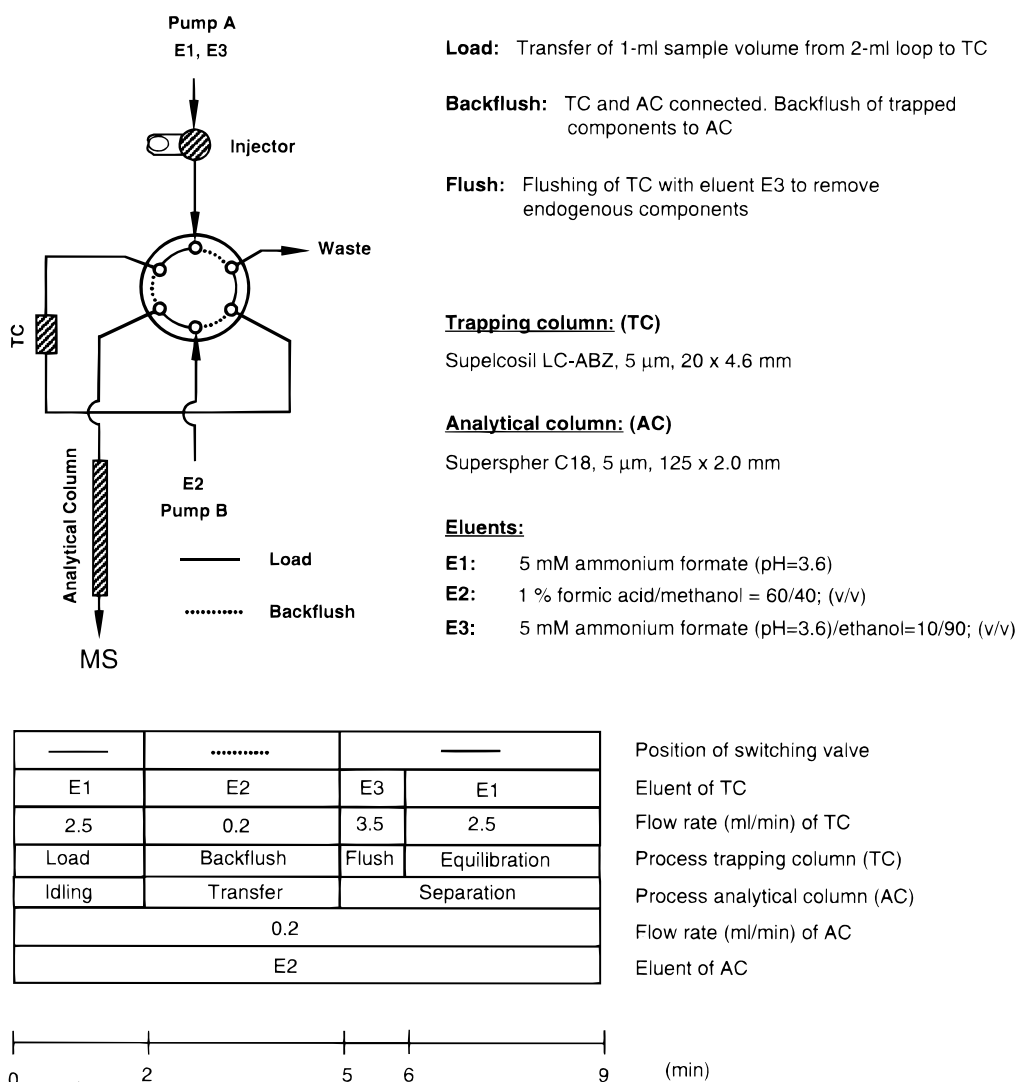 Pump A
E1, E3
Injector
Waste
TC
Analytical Column
E2
Pump B
Load
Backflush
MS
Load: Transfer of 1-ml sample volume from 2-ml loop to TC
Backflush: TC and AC connected. Backflush of trapped
components to AC
Flush: Flushing of TC with eluent E3 to remove
endogenous components
Trapping column: (TC)
Supelcosil LC-ABZ, 5 μm, 20 x 4.6 mm
Analytical column: (AC)
Superspher C18, 5 μm, 125 x 2.0 mm
Eluents:
E1: 5 mM ammonium formate (pH=3.6)
E2: 1 % formic acid/methanol = 60/40; (v/v)
E3: 5 mM ammonium formate (pH=3.6)/ethanol=10/90; (v/v)
Position of switching valve
E1 E2 E3 E1 Eluent of TC
2.5 0.2 3.5 2.5 Flow rate (ml/min) of TC
Load Backflush Flush Equilibration Process trapping column (TC)
Idling Transfer Separation Process analytical column (AC)
0.2 Flow rate (ml/min) of AC
E2 Eluent of AC
0 2 5 6 9 (min)